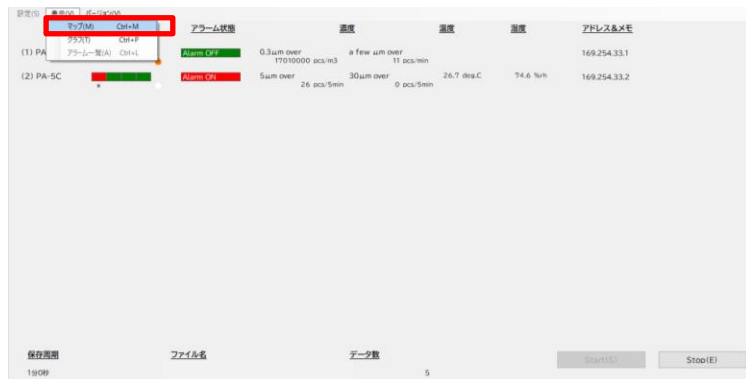 設定(S) 表示(V) バージョン(V)
マップ(M) Ctrl+M
グラフ(T) Ctrl+P
アラーム一覧(A) Ctrl+L
アラーム状態 濃度 温度 湿度 アドレス&メモ
(1) PA Alarm OFF 0.3μm over a few μm over 169.254.33.1
17010000 pcs/m3 11 pcs/min
(2) PA-5C Alarm ON 5μm over 30μm over 26.7 deg.C 74.6 %rh 169.254.33.2
26 pcs/5min 0 pcs/5min
保存周期 ファイル名 データ数
1分0秒 5
Start(S) Stop(E)